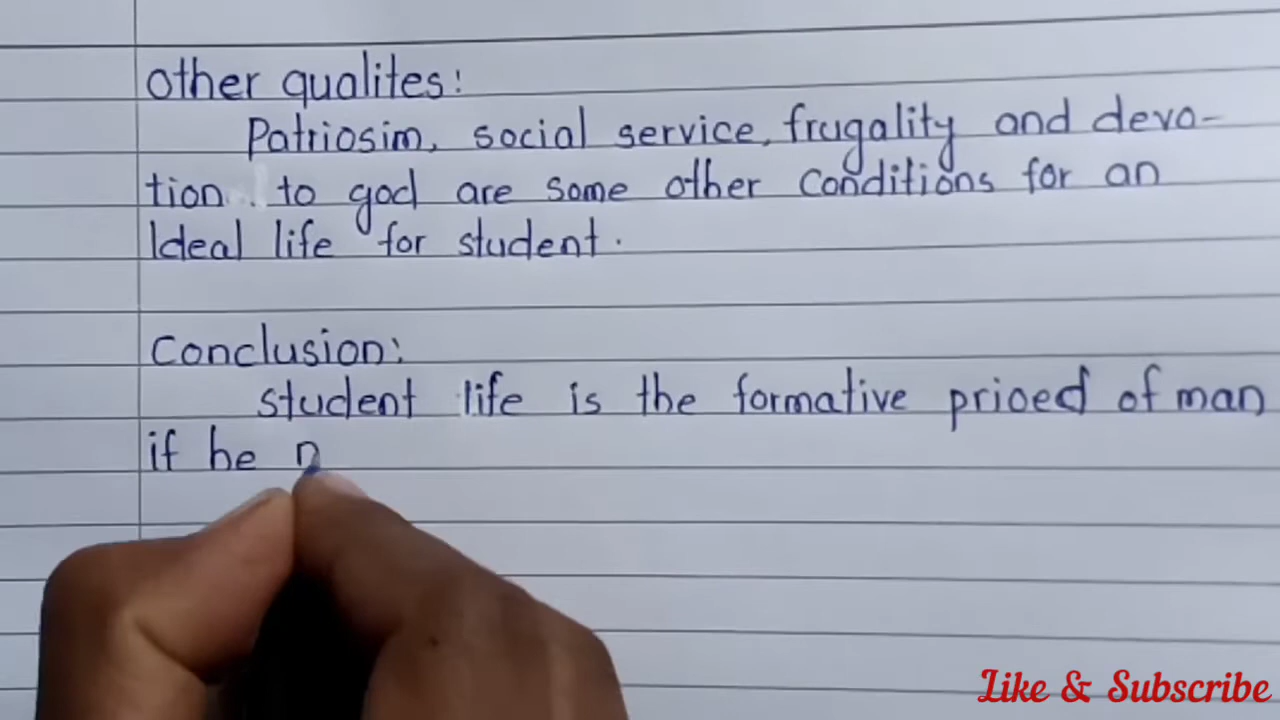 other qualites:
Patriosim, social service, frugality and devo-
tion to god are some other conditions for an
Ideal life for student.
Conclusion:
student life is the formative prioed of man
if he n
Like & Subscribe